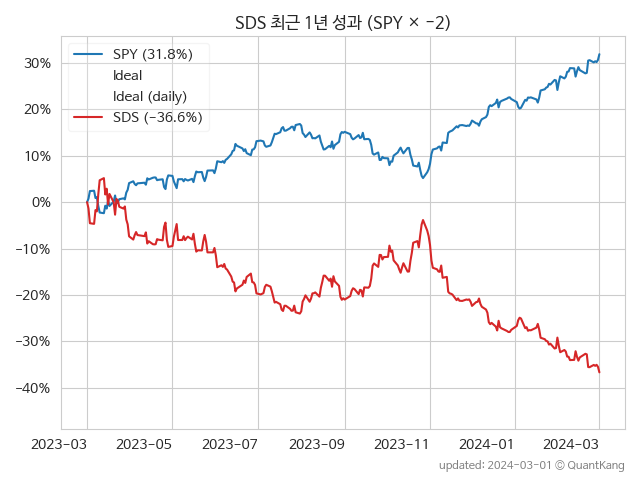 SDS 최근 1년 성과 (SPY × −2)
SPY (31.8%)
Ideal
Ideal (daily)
SDS (−36.6%)
30%
20%
10%
0%
−10%
−20%
−30%
−40%
2023−03 2023−05 2023−07 2023−09 2023−11 2024−01 2024−03
updated: 2024−03−01 © QuantKang